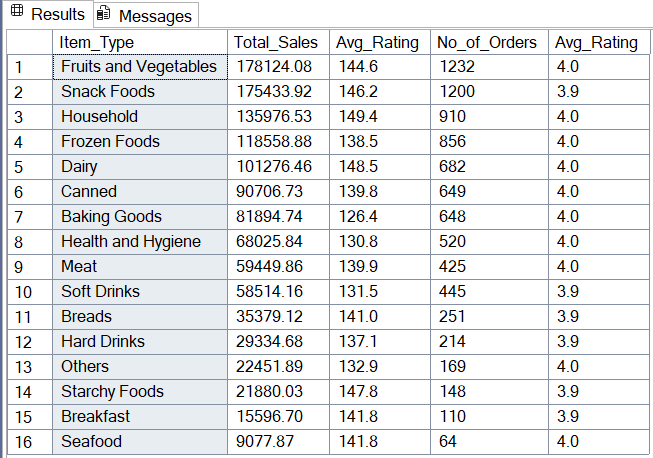 Results Messages
Item_Type Total_Sales Avg_Rating No_of_Orders Avg_Rating
1 Fruits and Vegetables 178124.08 144.6 1232 4.0
2 Snack Foods 175433.92 146.2 1200 3.9
3 Household 135976.53 149.4 910 4.0
4 Frozen Foods 118558.88 138.5 856 4.0
5 Dairy 101276.46 148.5 682 4.0
6 Canned 90706.73 139.8 649 4.0
7 Baking Goods 81894.74 126.4 648 4.0
8 Health and Hygiene 68025.84 130.8 520 4.0
9 Meat 59449.86 139.9 425 4.0
10 Soft Drinks 58514.16 131.5 445 3.9
11 Breads 35379.12 141.0 251 3.9
12 Hard Drinks 29334.68 137.1 214 3.9
13 Others 22451.89 132.9 169 4.0
14 Starchy Foods 21880.03 147.8 148 3.9
15 Breakfast 15596.70 141.8 110 3.9
16 Seafood 9077.87 141.8 64 4.0